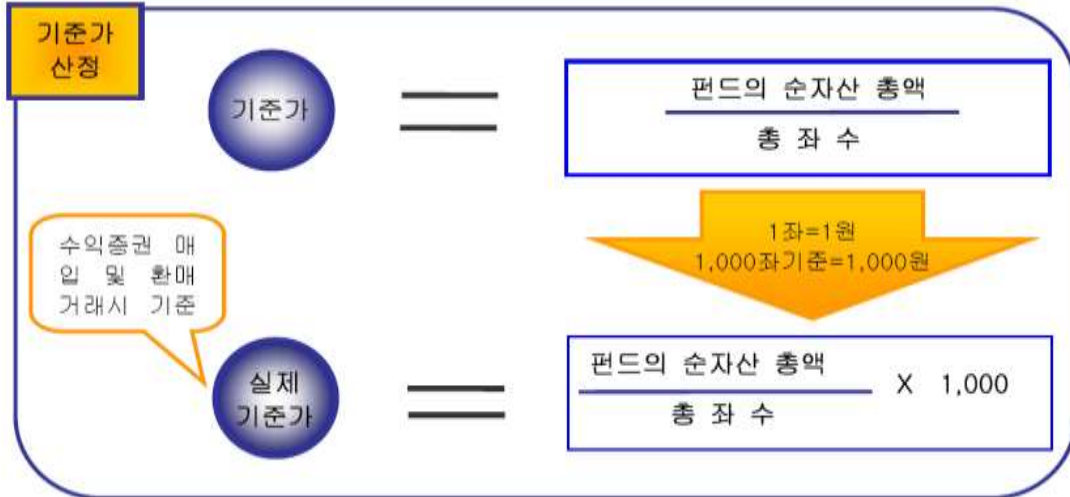 기준가
산정
기준가
펀드의 순자산 총액
총 좌 수
1좌=1원
1,000좌기준=1,000원
수익증권 매
입 및 환매
거래시 기준
실제
기준가
펀드의 순자산 총액
총 좌 수
X 1,000